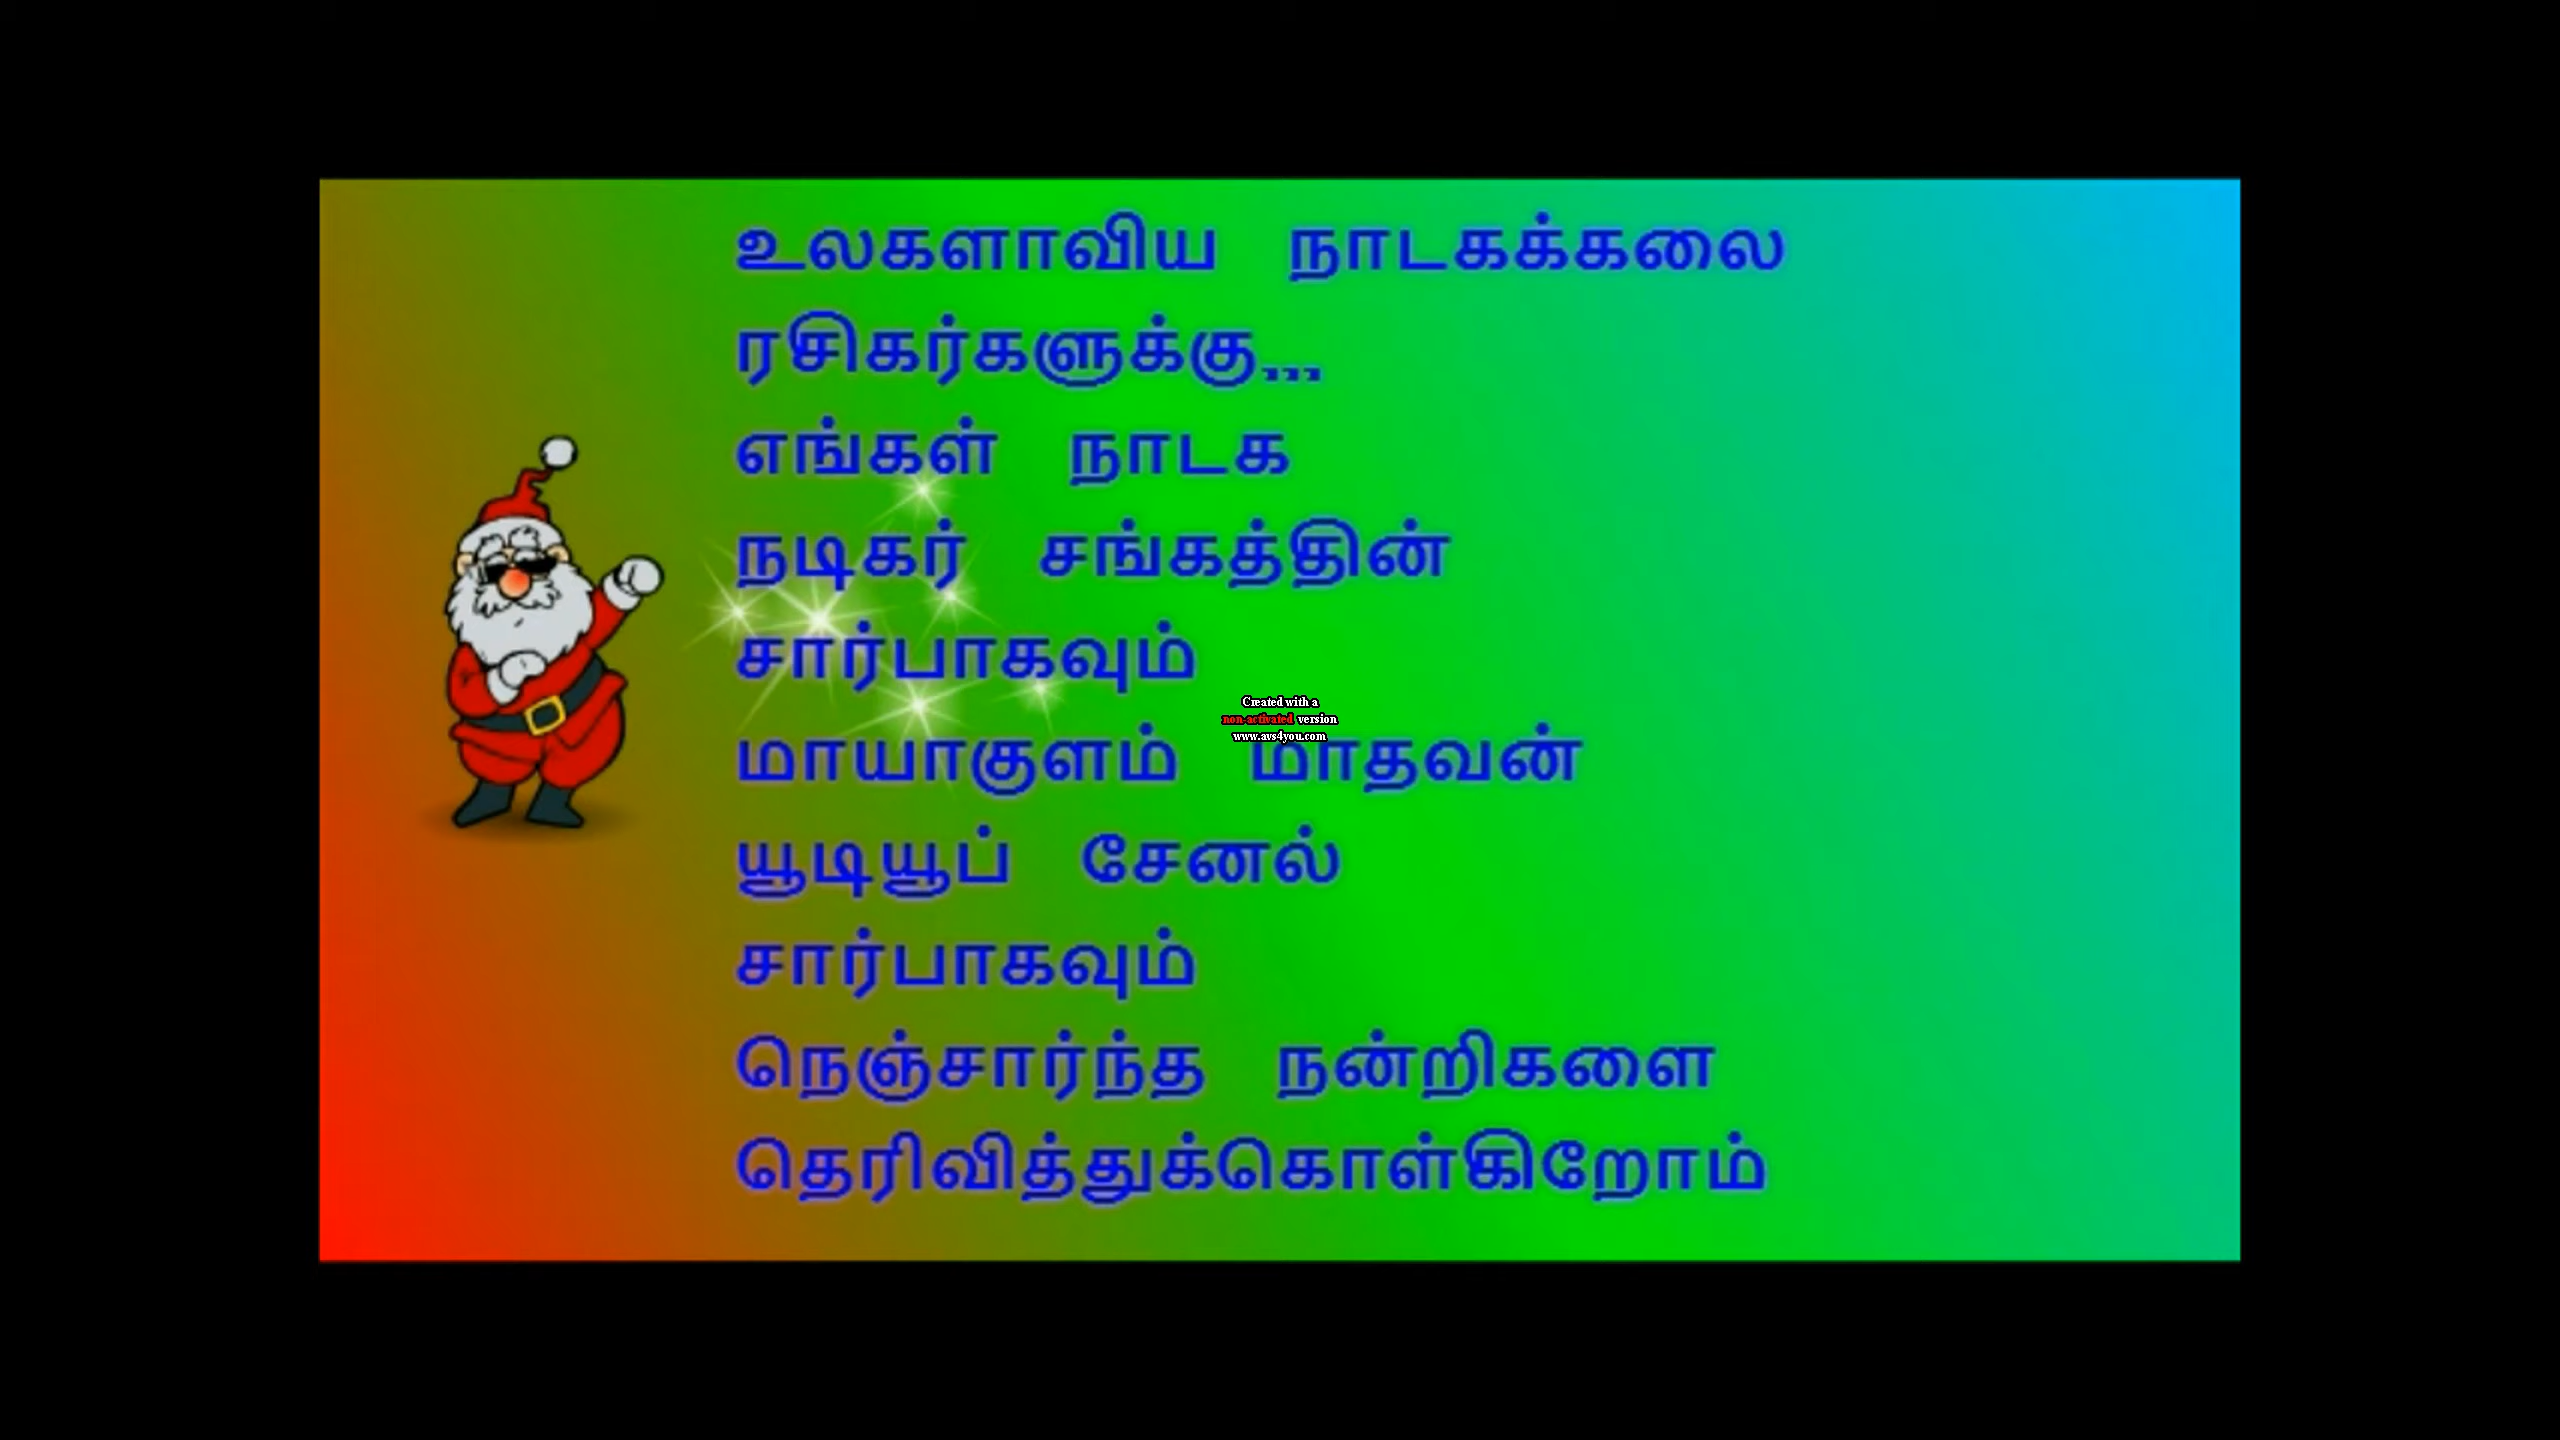 உலகளாவிய நாடகக்கலை
ரசிகர்களுக்கு,,,
எங்கள் நாடக
நடிகர் சங்கத்தின்
சார்பாகவும்
Created with a
non-activated version
www.avs4you.com
மாயாகுளம் மாதவன்
யூடியூப் சேனல்
சார்பாகவும்
நெஞ்சார்ந்த நன்றிகளை
தெரிவித்துக்கொள்கிறோம்